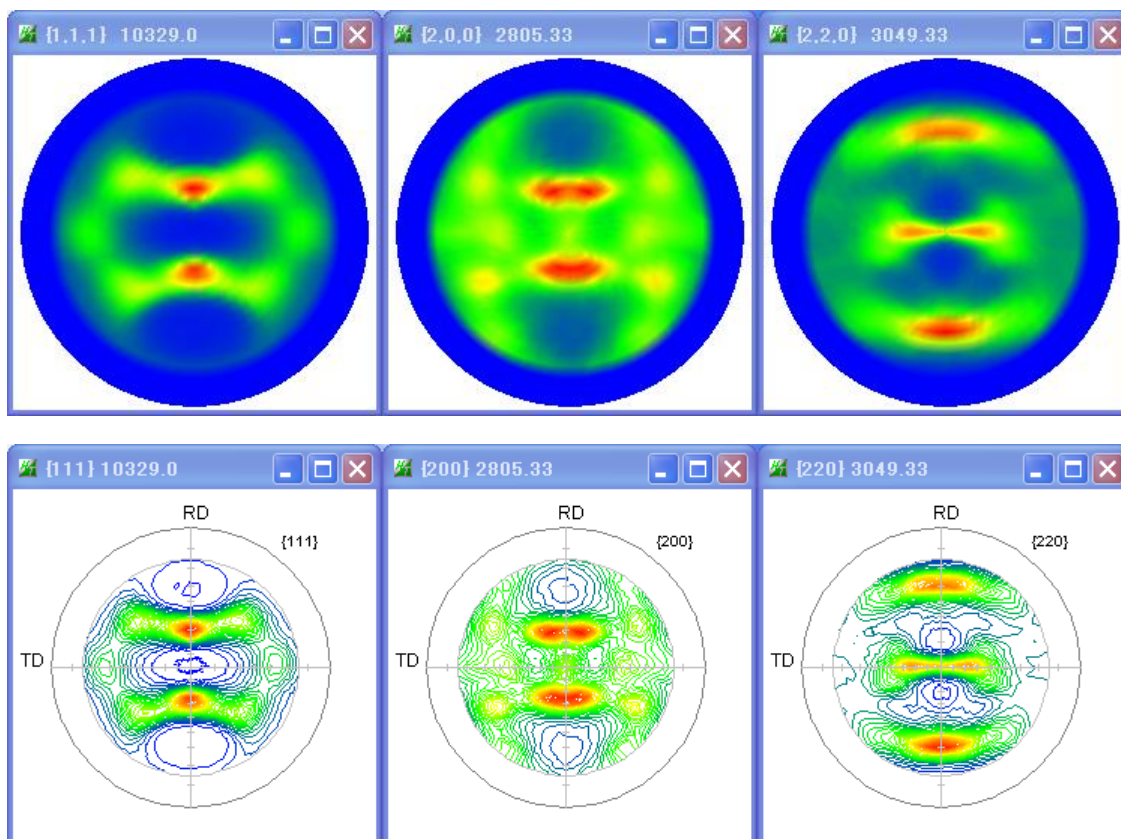 {1,1,1} 10329.0
{2,0,0} 2805.33
{2,2,0} 3049.33
{111} 10329.0
{200} 2805.33
{220} 3049.33
RD
{111}
TD
RD
{200}
TD
RD
{220}
TD